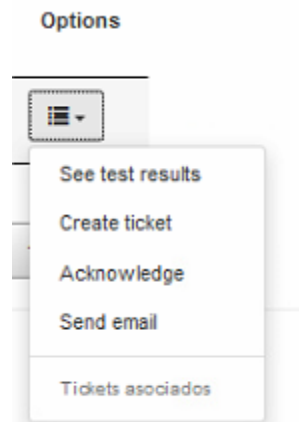 Options
See test results
Create ticket
Acknowledge
Send email
Tickets asociados